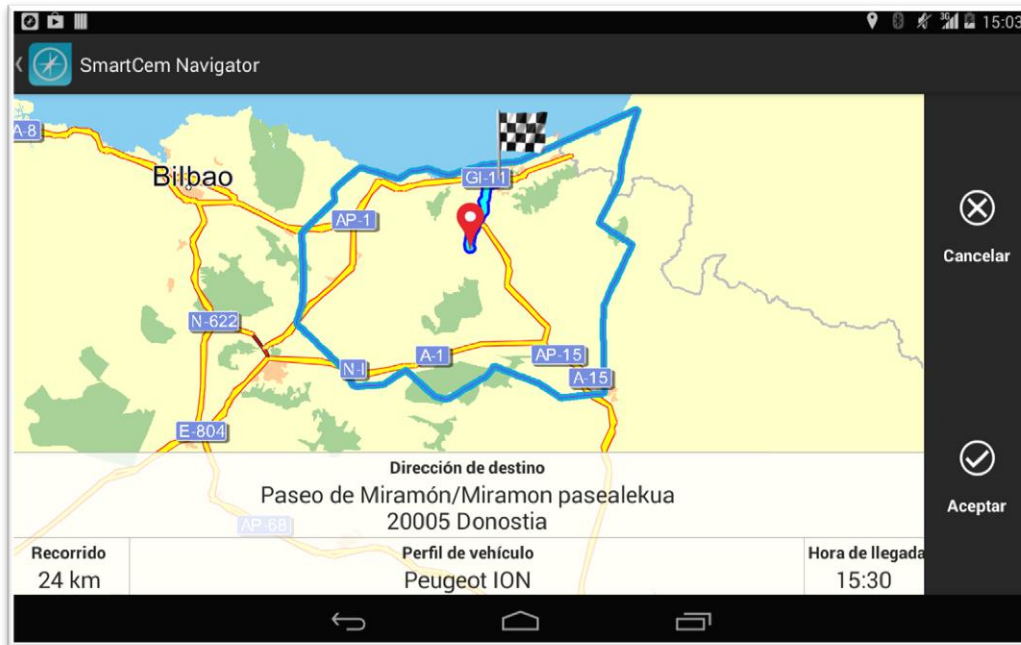 3G 15:03
SmartCem Navigator
A-8
Bilbao
GI-11
AP-1
N-622
A-1
AP-15
N-I
A-15
E-804
AP-68
Cancelar
Aceptar
Dirección de destino
Paseo de Miramón/Miramon pasealekua
20005 Donostia
Recorrido
24 km
Perfil de vehículo
Peugeot ION
Hora de llegada
15:30